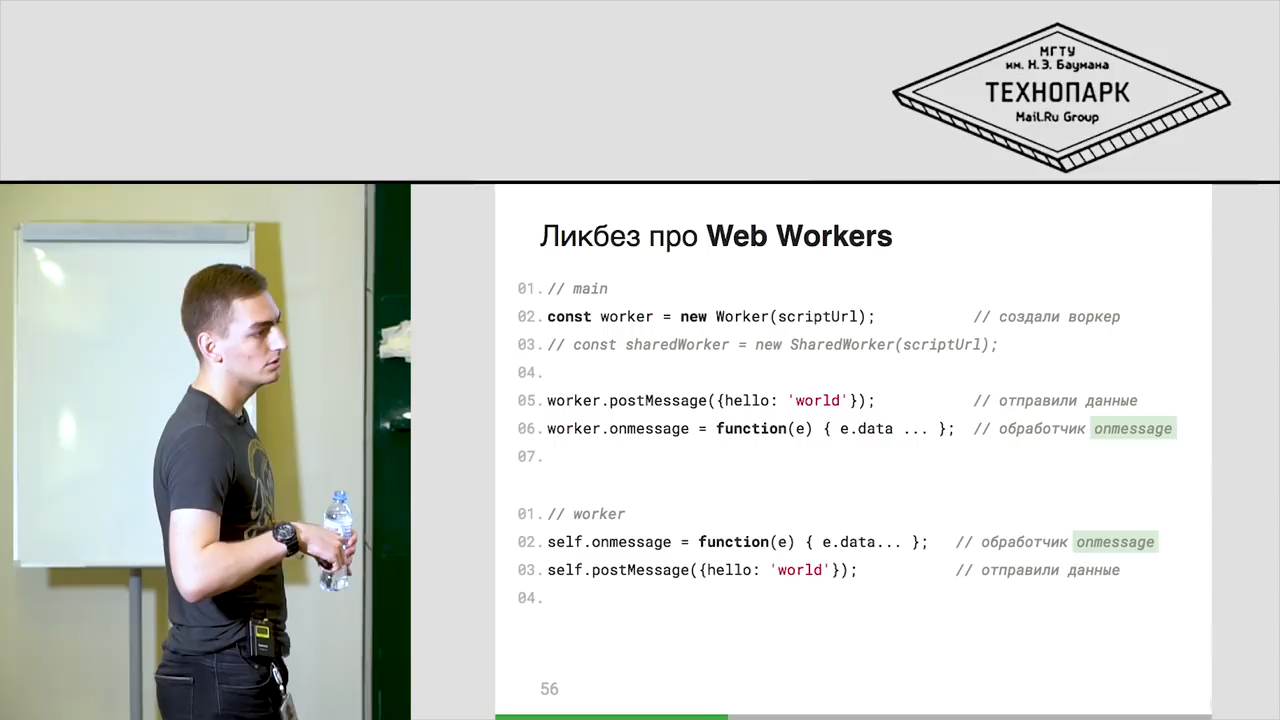 МГТУ
им. Н.Э. Баумана
ТЕХНОПАРК
Mail.Ru Group
Ликбез про Web Workers
01. // main
02. const worker = new Worker(scriptUrl); // создали воркер
03. // const sharedWorker = new SharedWorker(scriptUrl);
04.
05. worker.postMessage({hello: 'world'}); // отправили данные
06. worker.onmessage = function(e) { e.data ... }; // обработчик onmessage
07.
01. // worker
02. self.onmessage = function(e) { e.data... }; // обработчик onmessage
03. self.postMessage({hello: 'world'}); // отправили данные
04.
56